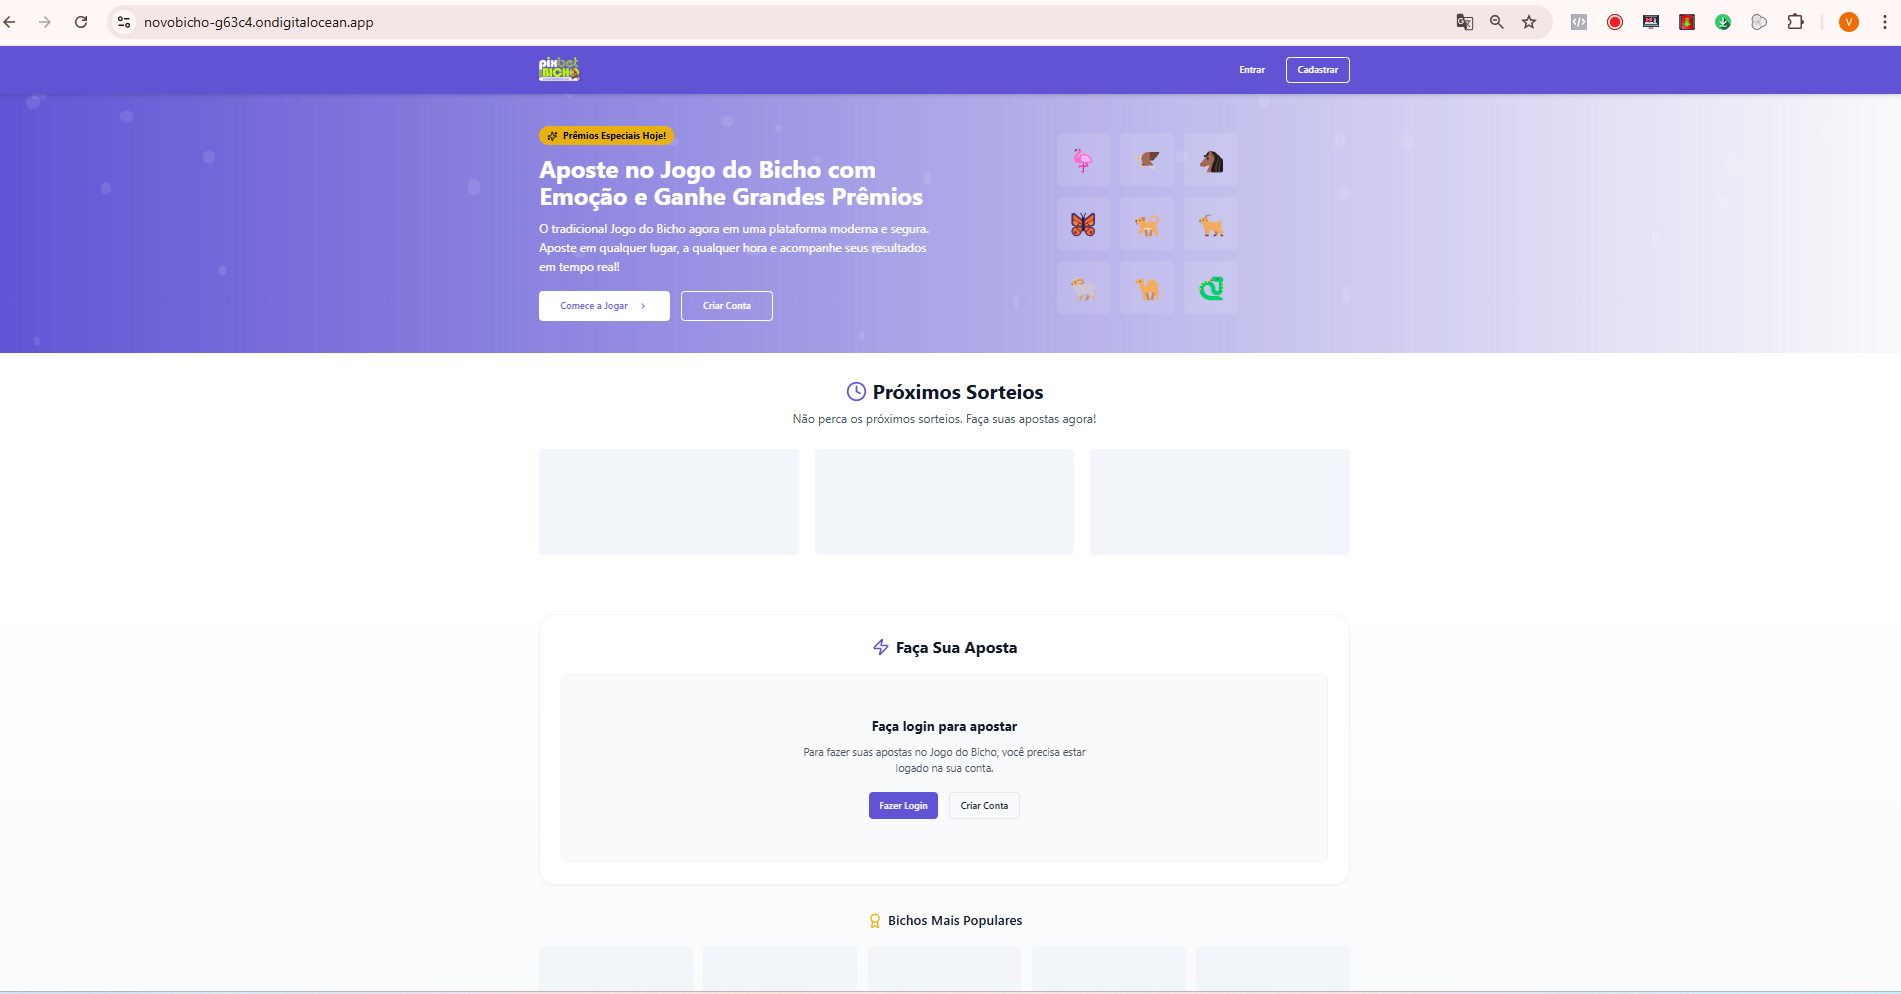 novobicho-g63c4.ondigitalocean.app
V
pixbet
BICHO
Entrar
Cadastrar
Prêmios Especiais Hoje!
Aposte no Jogo do Bicho com
Emoção e Ganhe Grandes Prêmios
O tradicional Jogo do Bicho agora em uma plataforma moderna e segura.
Aposte em qualquer lugar, a qualquer hora e acompanhe seus resultados
em tempo real!
Comece a Jogar
Criar Conta
Próximos Sorteios
Não perca os próximos sorteios. Faça suas apostas agora!
Faça Sua Aposta
Faça login para apostar
Para fazer suas apostas no Jogo do Bicho, você precisa estar
logado na sua conta.
Fazer Login
Criar Conta
Bichos Mais Populares